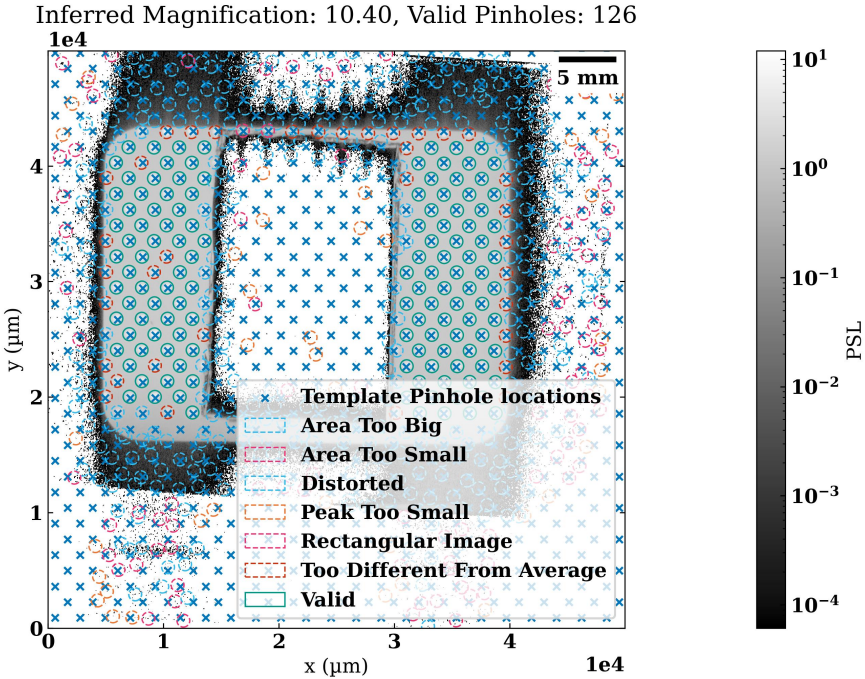 Inferred Magnification: 10.40, Valid Pinholes: 126
1e4
5 mm
4
3
2
1
0
y (µm)
0
1
2
3
4
1e4
x (µm)
Template Pinhole locations
Area Too Big
Area Too Small
Distorted
Peak Too Small
Rectangular Image
Too Different From Average
Valid
10^1
10^0
10^-1
10^-2
10^-3
10^-4
PSL